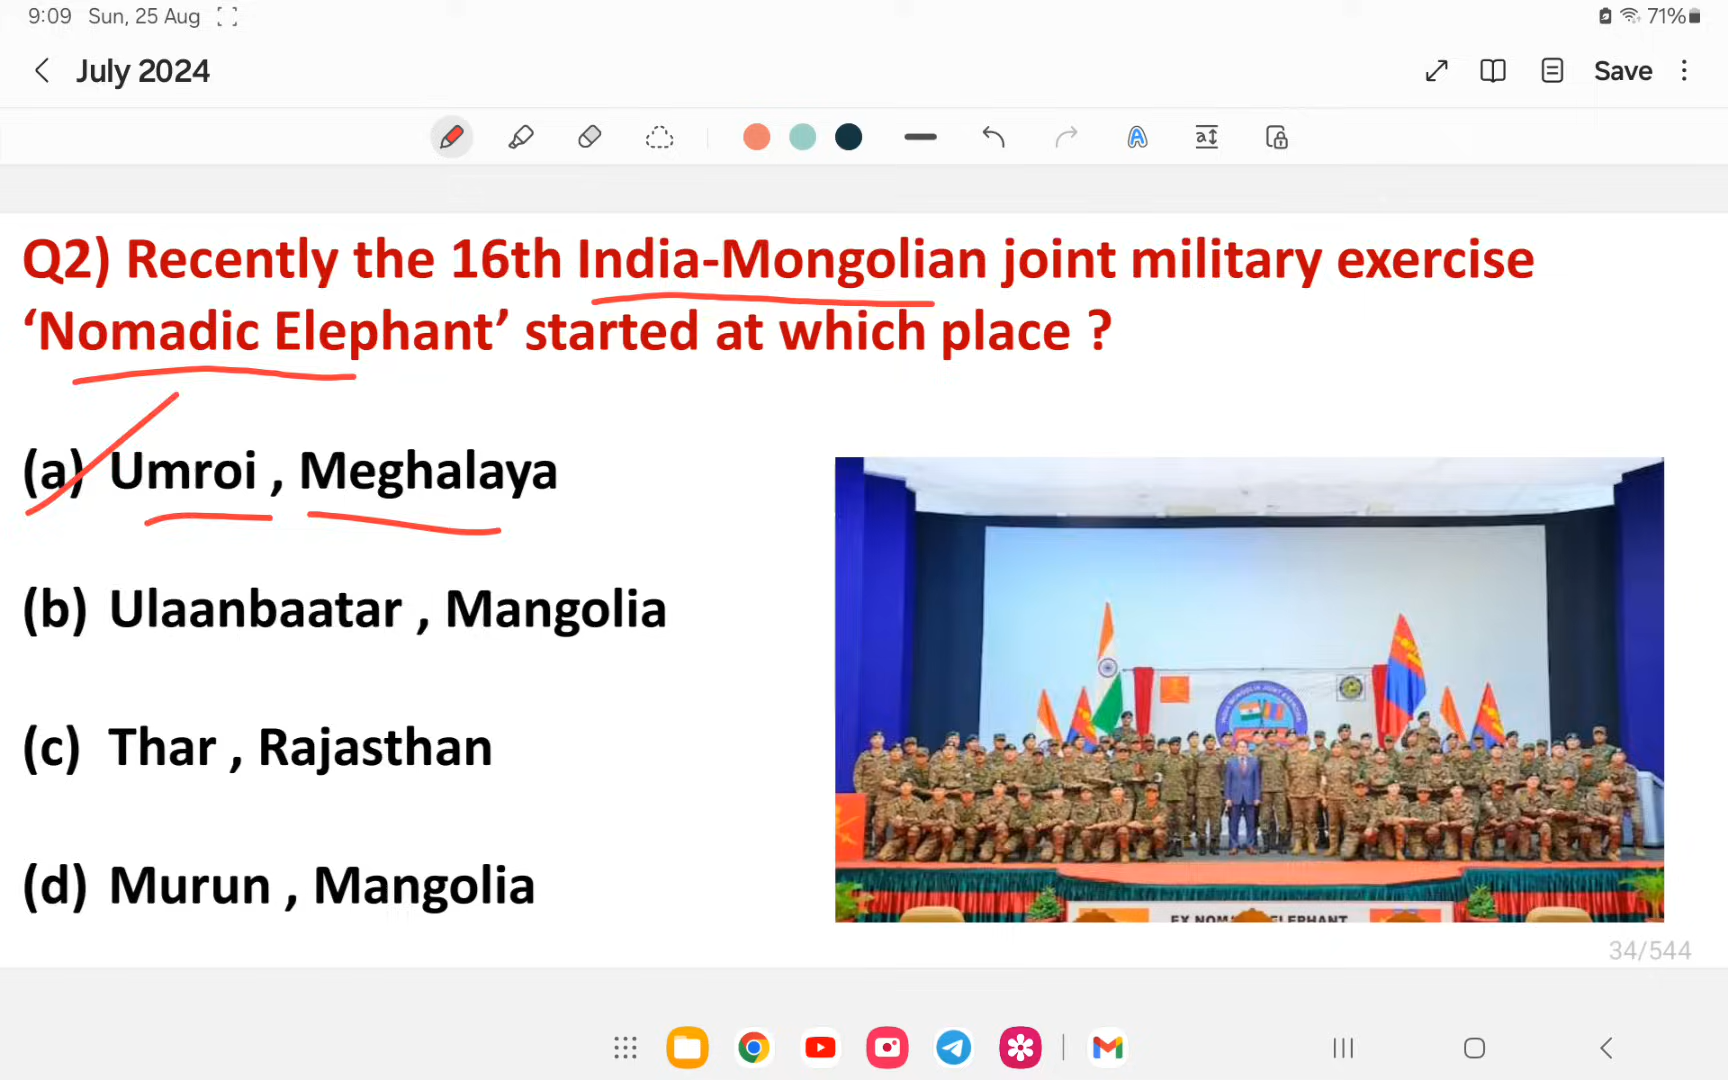 9:09 Sun, 25 Aug
71%
July 2024
Save
Q2) Recently the 16th India-Mongolian joint military exercise
‘Nomadic Elephant’ started at which place ?
(a) Umroi , Meghalaya
(b) Ulaanbaatar , Mangolia
(c) Thar , Rajasthan
(d) Murun , Mangolia
ELEPHANT
34/544